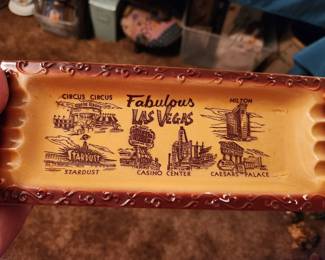 CIRCUS CIRCUS
Fabulous
LAS VEGAS
HILTON
STARDUST
STARDUST
CASINO CENTER
CAESARS PALACE